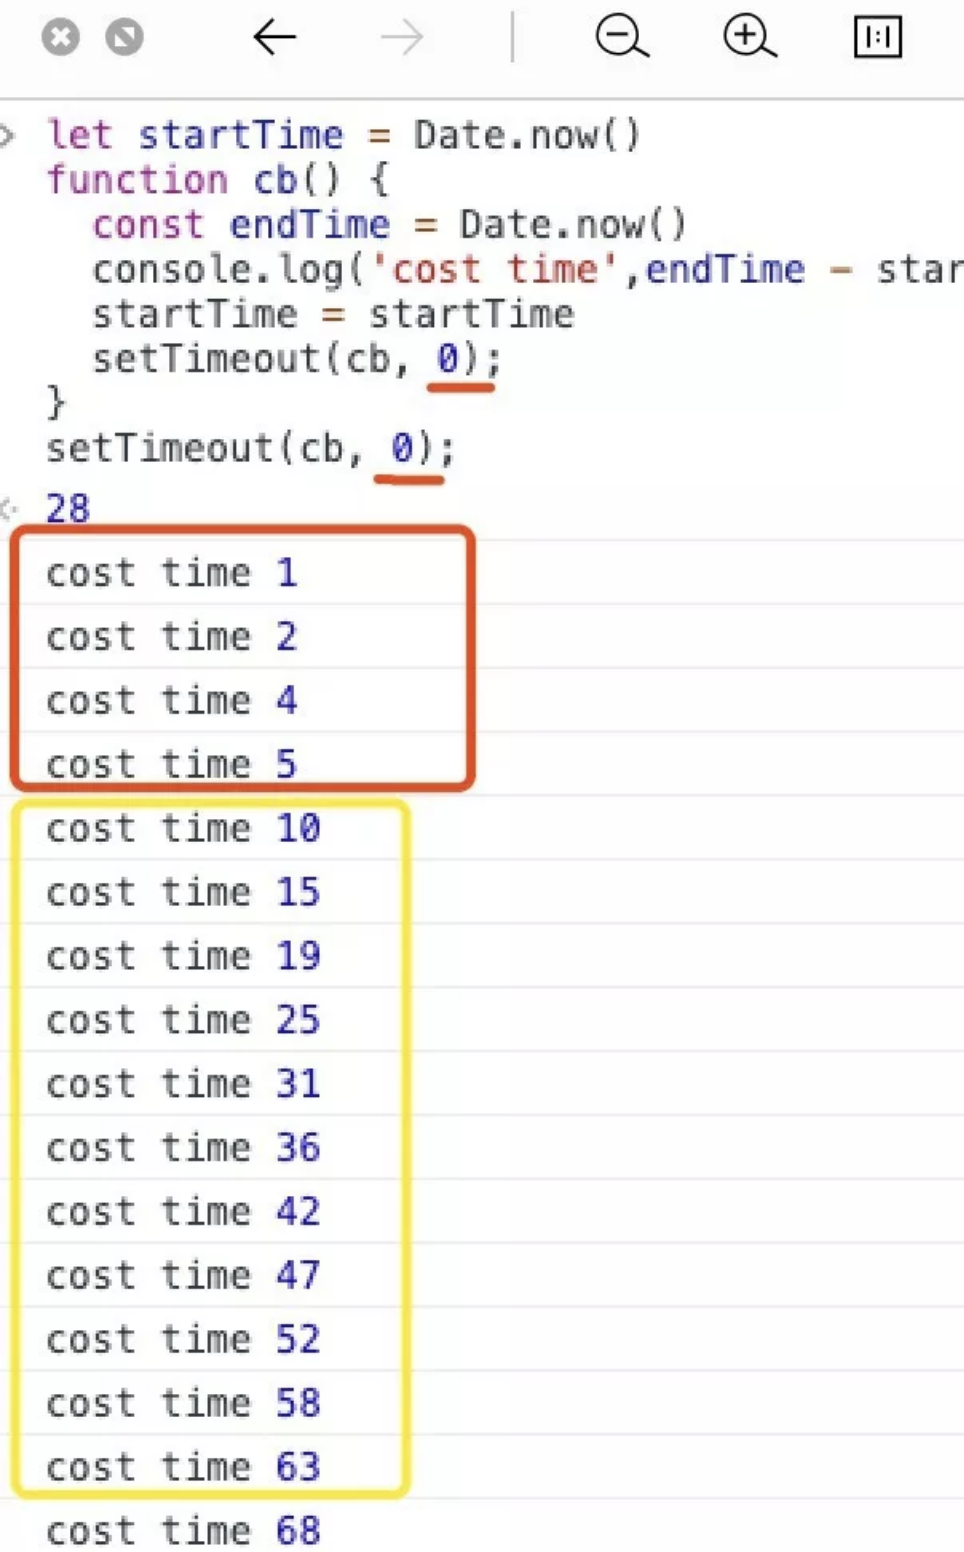 let startTime = Date.now()
function cb() {
const endTime = Date.now()
console.log('cost time',endTime - star
startTime = startTime
setTimeout(cb, 0);
}
setTimeout(cb, 0);
28
cost time 1
cost time 2
cost time 4
cost time 5
cost time 10
cost time 15
cost time 19
cost time 25
cost time 31
cost time 36
cost time 42
cost time 47
cost time 52
cost time 58
cost time 63
cost time 68